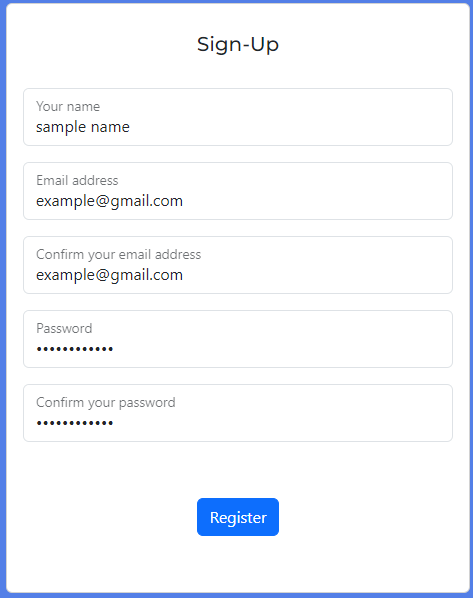 Sign-Up
Your name
sample name
Email address
example@gmail.com
Confirm your email address
example@gmail.com
Password
••••••••••••
Confirm your password
••••••••••••
Register